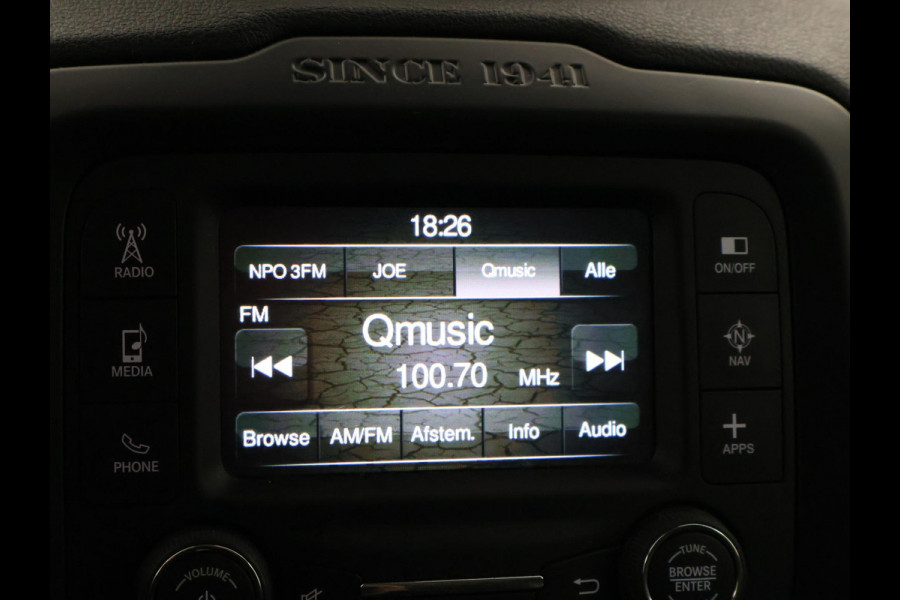 SINCE 1941
18:26
NPO 3FM JOE Qmusic Alle
FM
Qmusic
100.70 MHz
Browse AM/FM Afstem. Info Audio
RADIO
MEDIA
PHONE
ON/OFF
N
NAV
APPS
VOLUME
TUNE
BROWSE
ENTER